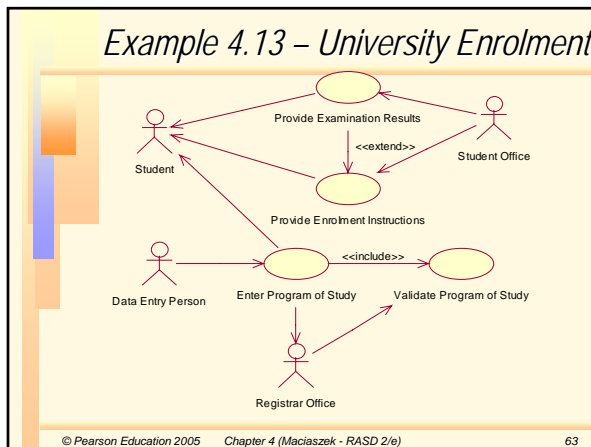 Example 4.13 – University Enrolment
Provide Examination Results
<<extend>>
Student
Student Office
Provide Enrolment Instructions
<<include>>
Data Entry Person
Enter Program of Study
Validate Program of Study
Registrar Office
© Pearson Education 2005 Chapter 4 (Maciaszek - RASD 2/e) 63